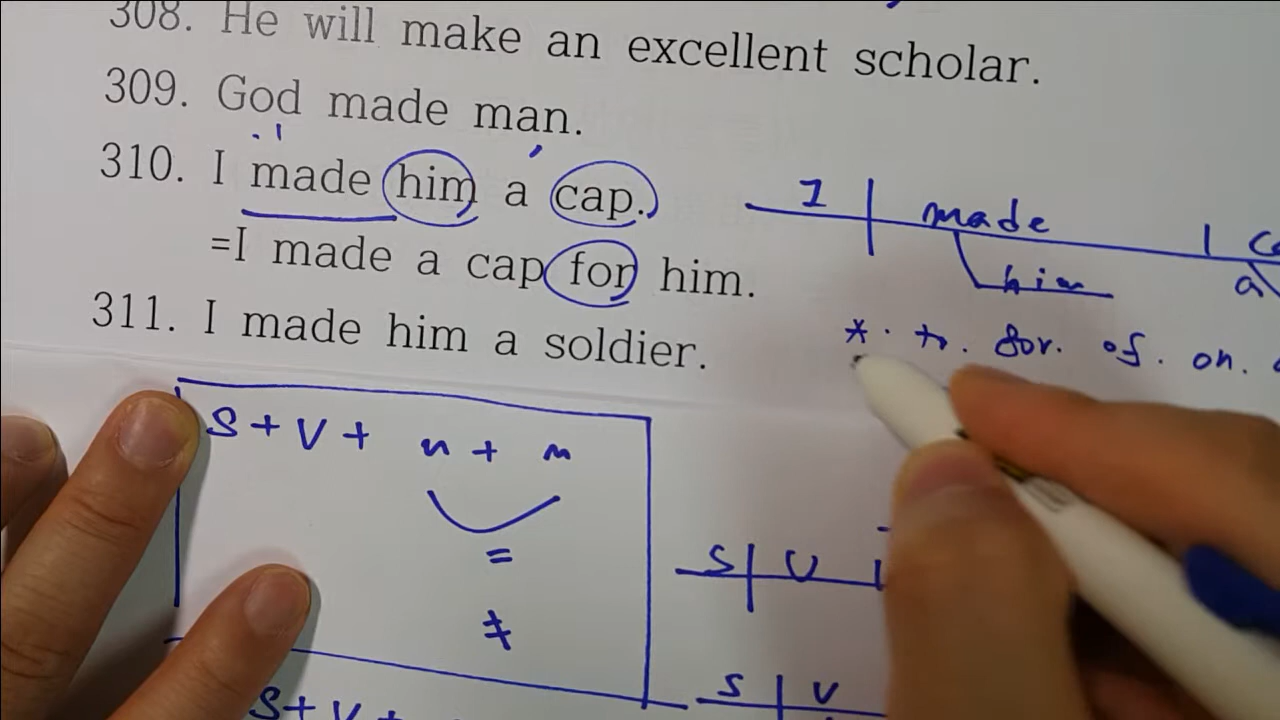 308. He will make an excellent scholar.
309. God made man.
310. I made him a cap.
=I made a cap for him.
311. I made him a soldier.
I made
him a
* . to. for. of. on.
S + V + n + n
=
≠
S V
S V
S + V +